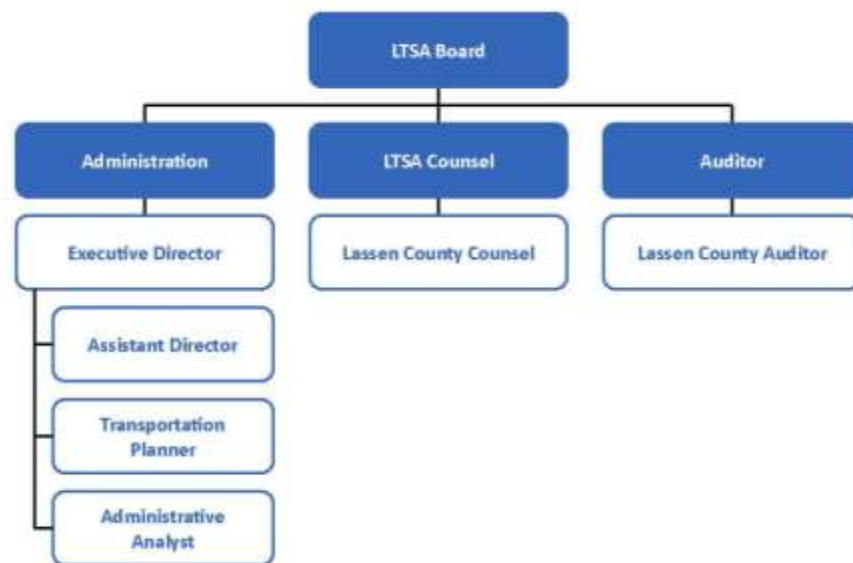 LTSA Board
Administration
LTSA Counsel
Auditor
Executive Director
Lassen County Counsel
Lassen County Auditor
Assistant Director
Transportation
Planner
Administrative
Analyst